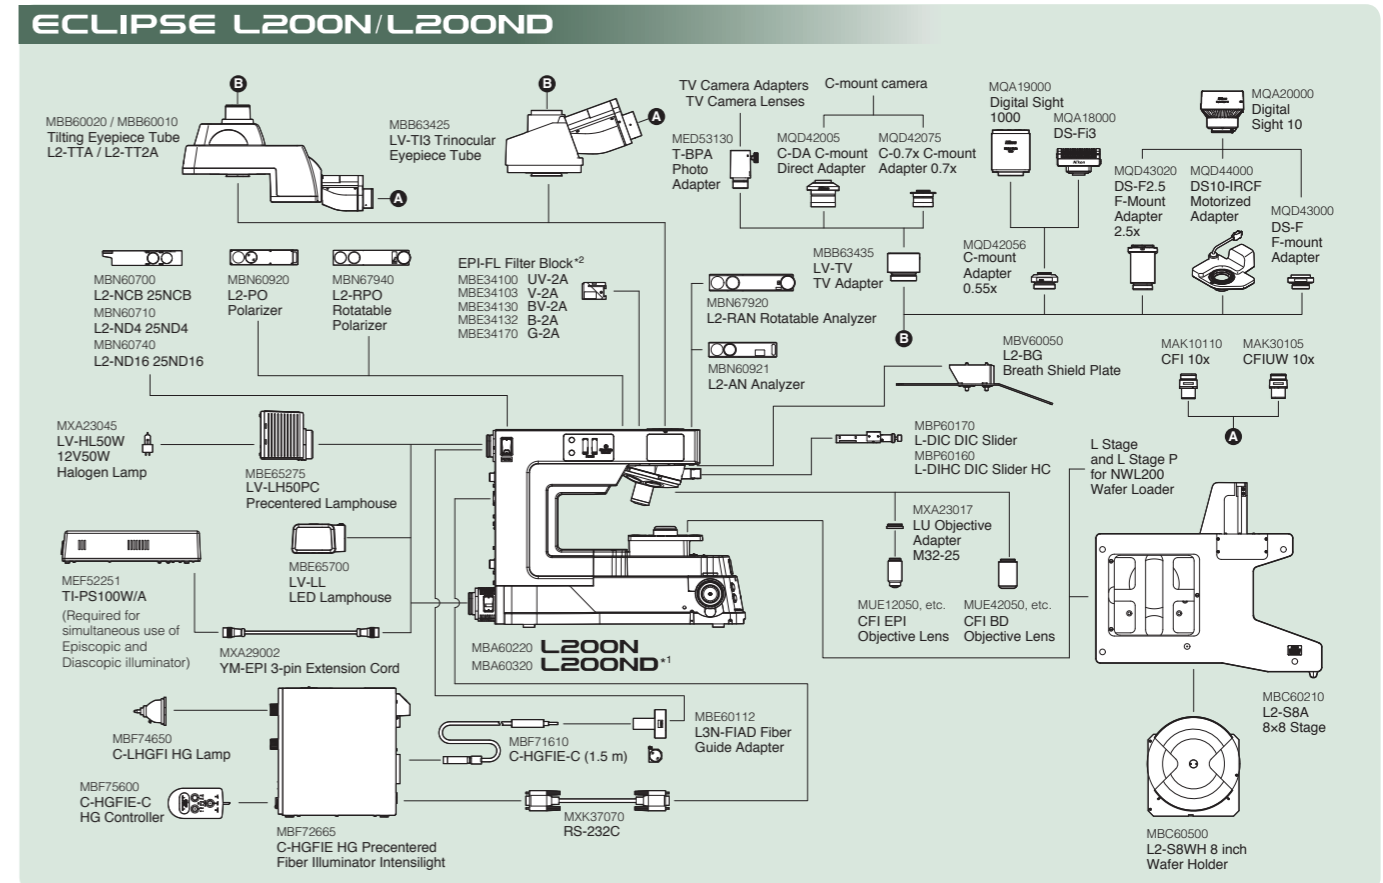 ECLIPSE L200N/L200ND
B
B
A
A
MBB60020 / MBB60010
Tilting Eyepiece Tube
L2-TTA / L2-TT2A
MBB63425
LV-TI3 Trinocular
Eyepiece Tube
TV Camera Adapters
TV Camera Lenses
C-mount camera
MED53130
T-BPA
Photo
Adapter
MQD42005
C-DA C-mount
Direct Adapter
MQD42075
C-0.7x C-mount
Adapter 0.7x
MQA19000
Digital Sight
1000
MQA18000
DS-Fi3
MQA20000
Digital
Sight 10
MQD43020
DS-F2.5
F-Mount
Adapter
2.5x
MQD44000
DS10-IRCF
Motorized
Adapter
MQD43000
DS-F
F-mount
Adapter
MBB63435
LV-TV
TV Adapter
MQD42056
C-mount
Adapter
0.55x
B
MBN60700
L2-NCB 25NCB
MBN60710
L2-ND4 25ND4
MBN60740
L2-ND16 25ND16
MBN60920
L2-PO
Polarizer
MBN67940
L2-RPO
Rotatable
Polarizer
EPI-FL Filter Block*2
MBE34100 UV-2A
MBE34103 V-2A
MBE34130 BV-2A
MBE34132 B-2A
MBE34170 G-2A
MBN67920
L2-RAN Rotatable Analyzer
MBN60921
L2-AN Analyzer
MBV60050
L2-BG
Breath Shield Plate
MAK10110
CFI 10x
MAK30105
CFIUW 10x
A
MXA23045
LV-HL50W
12V50W
Halogen Lamp
MBE65275
LV-LH50PC
Precentered Lamphouse
MBP60170
L-DIC DIC Slider
MBP60160
L-DIHC DIC Slider HC
L Stage
and L Stage P
for NWL200
Wafer Loader
MXA23017
LU Objective
Adapter
M32-25
MEF52251
TI-PS100W/A
(Required for
simultaneous use of
Episcopic and
Diascopic illuminator)
MBE65700
LV-LL
LED Lamphouse
MXA29002
YM-EPI 3-pin Extension Cord
MBA60220 L200N
MBA60320 L200ND*1
MUE12050, etc.
CFI EPI
Objective Lens
MUE42050, etc.
CFI BD
Objective Lens
MBC60210
L2-S8A
8×8 Stage
MBF74650
C-LHGFI HG Lamp
MBF71610
C-HGFIE-C (1.5 m)
MBE60112
L3N-FIAD Fiber
Guide Adapter
MBF75600
C-HGFIE-C
HG Controller
MBF72665
C-HGFIE HG Precentered
Fiber Illuminator Intensilight
MXK37070
RS-232C
MBC60500
L2-S8WH 8 inch
Wafer Holder